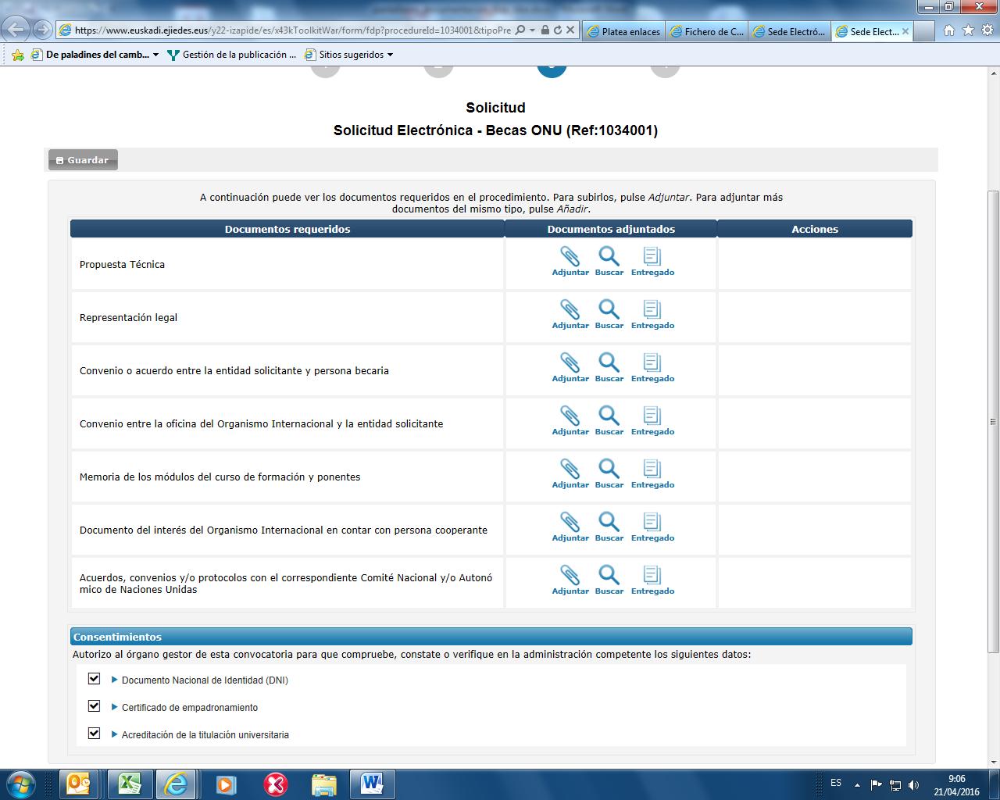 https://www.euskadi.ejiedes.eus/y22-izapide/es/x43kToolkitWar/form/fdp?procedureId=1034001&tipoPre
Platea enlaces
Fichero de C...
Sede Electró...
Sede Elect...
De paladines del camb...
Gestión de la publicación ...
Sitios sugeridos
Solicitud
Solicitud Electrónica - Becas ONU (Ref:1034001)
Guardar
A continuación puede ver los documentos requeridos en el procedimiento. Para subirlos, pulse Adjuntar. Para adjuntar más
documentos del mismo tipo, pulse Añadir.
Documentos requeridos Documentos adjuntados Acciones
Propuesta Técnica
Adjuntar Buscar Entregado
Representación legal
Adjuntar Buscar Entregado
Convenio o acuerdo entre la entidad solicitante y persona becaria
Adjuntar Buscar Entregado
Convenio entre la oficina del Organismo Internacional y la entidad solicitante
Adjuntar Buscar Entregado
Memoria de los módulos del curso de formación y ponentes
Adjuntar Buscar Entregado
Documento del interés del Organismo Internacional en contar con persona cooperante
Adjuntar Buscar Entregado
Acuerdos, convenios y/o protocolos con el correspondiente Comité Nacional y/o Autonó
mico de Naciones Unidas
Adjuntar Buscar Entregado
Consentimientos
Autorizo al órgano gestor de esta convocatoria para que compruebe, constate o verifique en la administración competente los siguientes datos:
Documento Nacional de Identidad (DNI)
Certificado de empadronamiento
Acreditación de la titulación universitaria
ES
9:06
21/04/2016